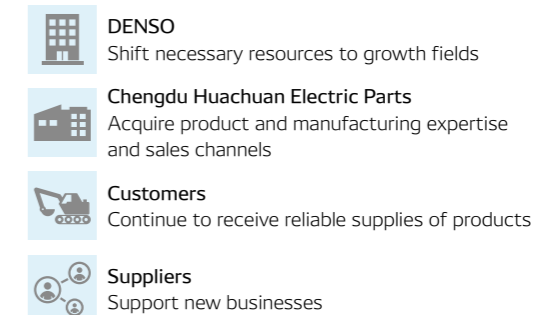 DENSO
Shift necessary resources to growth fields
Chengdu Huachuan Electric Parts
Acquire product and manufacturing expertise
and sales channels
Customers
Continue to receive reliable supplies of products
Suppliers
Support new businesses